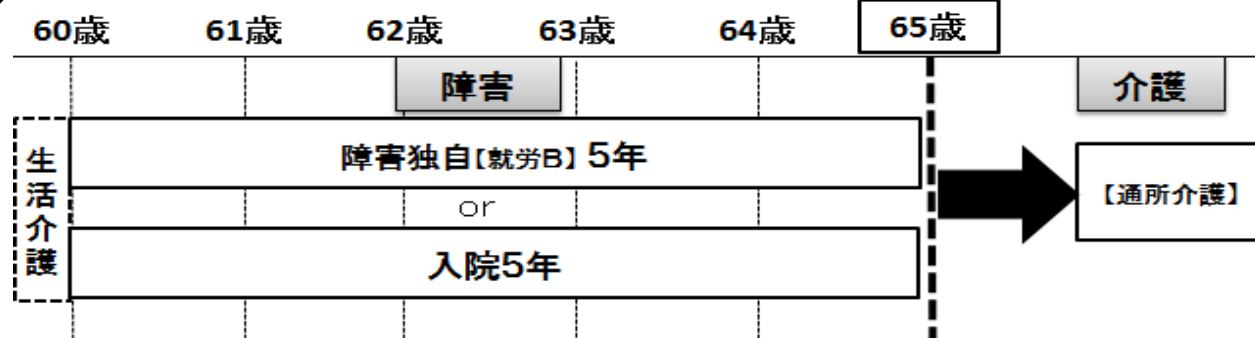 60歳 61歳 62歳 63歳 64歳 65歳
障害 介護
生活介護
障害独自【就労B】 5年
or
入院5年
【通所介護】